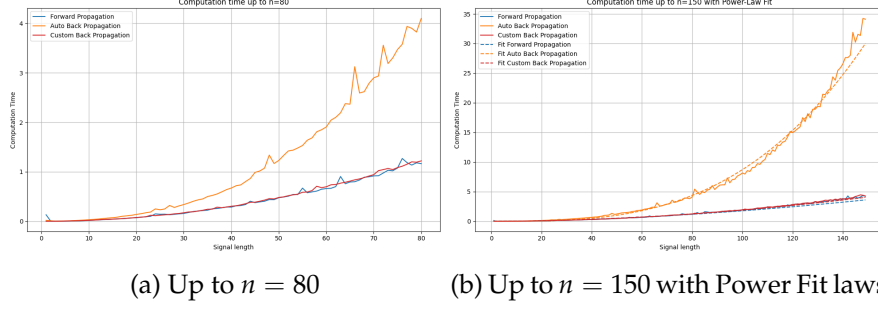 Computation time up to n=80
Forward Propagation
Auto Back Propagation
Custom Back Propagation
Computation Time
4
3
2
1
0
0
10
20
30
40
50
60
70
80
Signal length
(a) Up to n = 80
Computation time up to n=150 with Power-Law Fit
Forward Propagation
Auto Back Propagation
Custom Back Propagation
Fit Forward Propagation
Fit Auto Back Propagation
Fit Custom Back Propagation
Computation Time
35
30
25
20
15
10
5
0
0
20
40
60
80
100
120
140
Signal length
(b) Up to n = 150 with Power Fit laws